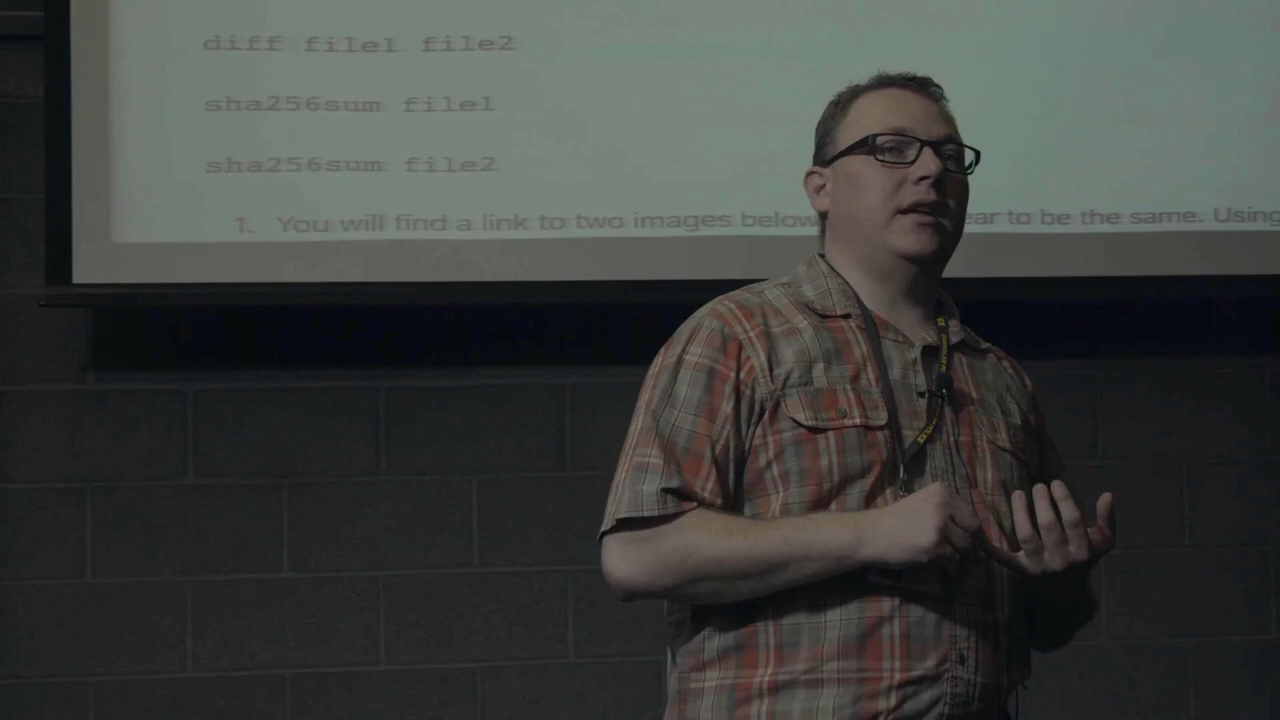 diff file1 file2
sha256sum file1
sha256sum file2
1. You will find a link to two images below ear to be the same. Using